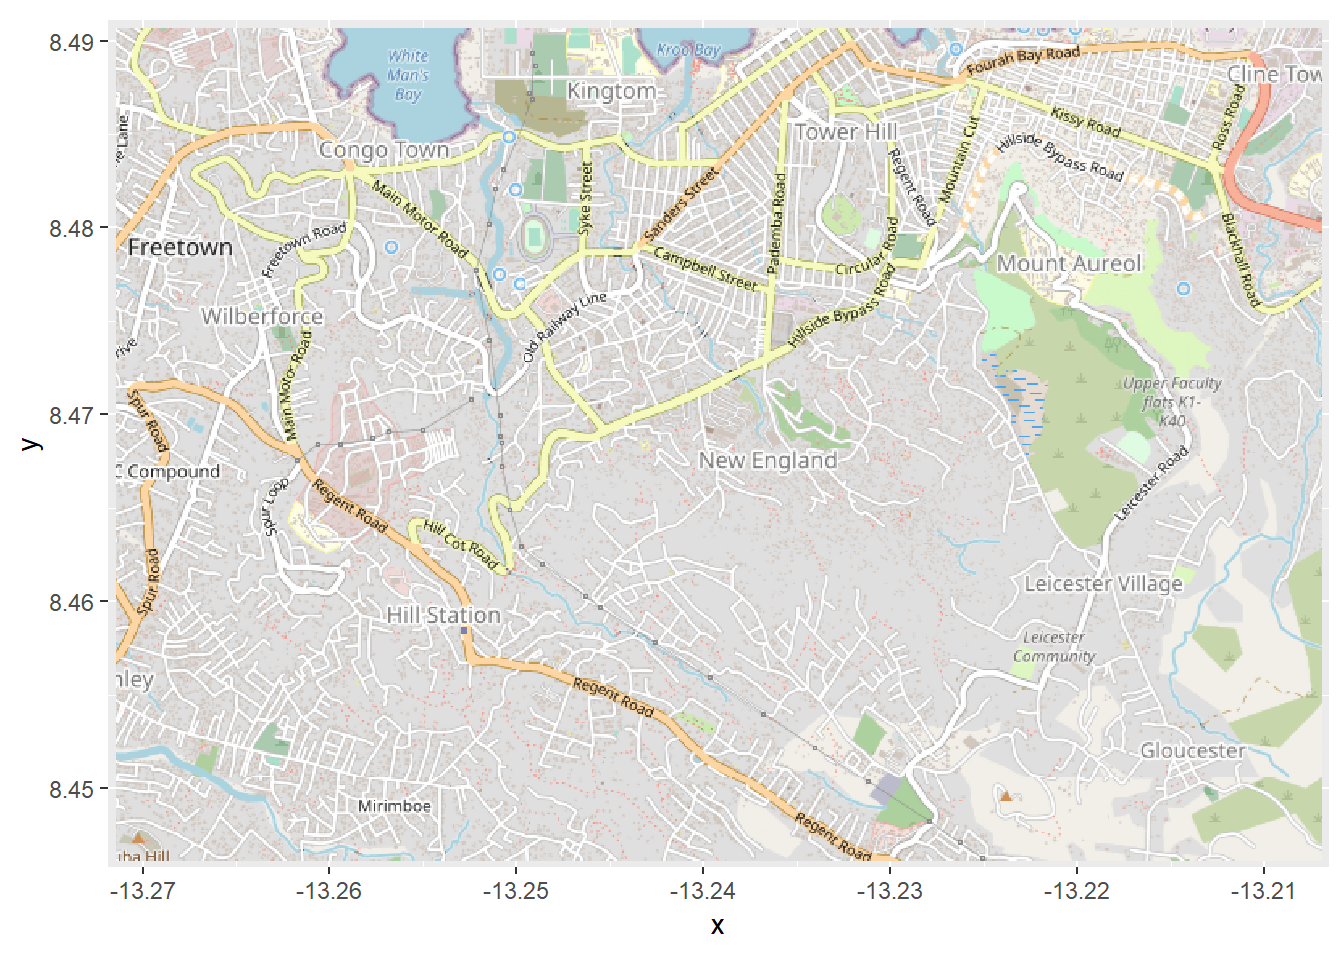 8.49
8.48
8.47
8.46
8.45
y
White
Man's
Bay
Kroo Bay
Fourah Bay Road
Cline Tow
Kingtom
Ross Road
Kissy Road
Tower Hill
e Lane
Congo Town
Hillside Bypass Road
Mountain Cut
Regent Road
Syke Street
Sanders Street
Pademba Road
Main Motor Road
Freetown Road
Freetown
Campbell Street
Circular Road
Mount Aureol
Blackhall Road
Wilberforce
Old Railway Line
Hillside Bypass Road
Main Motor Road
Upper Faculty
flats K1-
K40
Spur Road
C Compound
New England
Leicester Road
Spur Loop
Regent Road
Hill Cot Road
Spur Road
Hill Station
Leicester Village
Leicester
Community
nley
Regent Road
Gloucester
Mirimboe
Regent Road
-13.27
-13.26
-13.25
-13.24
-13.23
-13.22
-13.21
x